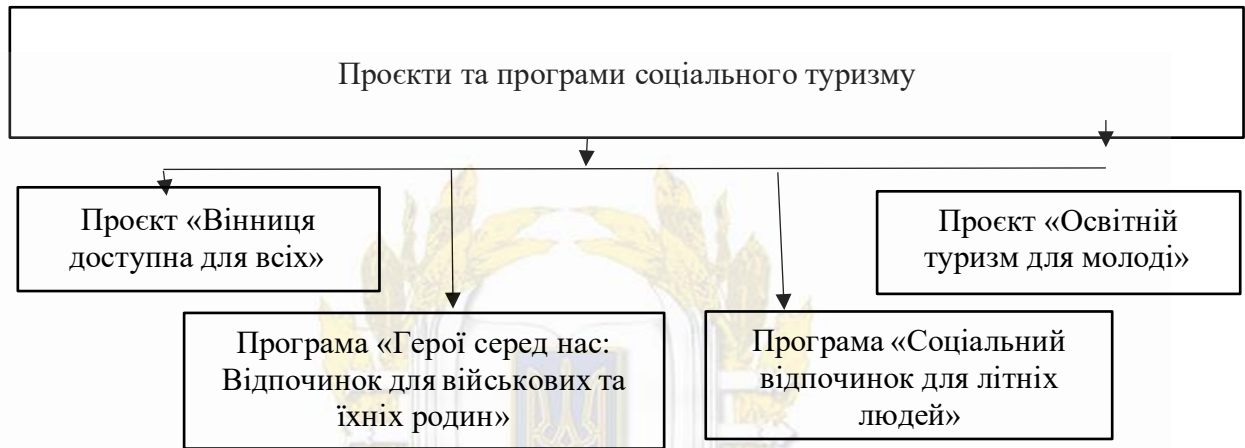 Проєкти та програми соціального туризму
Проєкт «Вінниця
доступна для всіх»
Проєкт «Освітній
туризм для молоді»
Програма «Герої серед нас:
Відпочинок для військових та
їхніх родин»
Програма «Соціальний
відпочинок для літніх
людей»